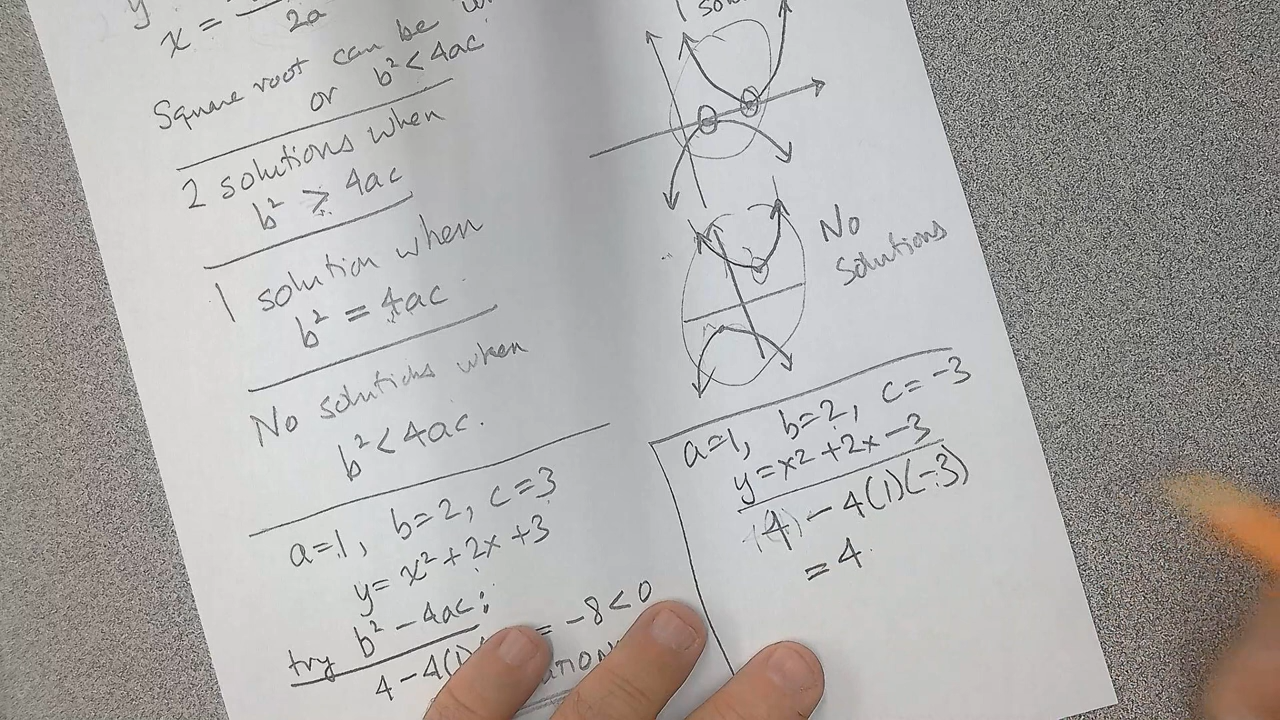 y
x = 2a
Square root can be
or b² < 4ac
2 solutions when
b² ≥ 4ac
1 solution when
b² = 4ac.
No solutions when
b² < 4ac.
a=1, b=2, c=3
y = x² + 2x + 3
try b² - 4ac:
4 - 4(1) = -8 < 0
1
No
solutions
a=1, b=2, c=-3
y = x2 + 2x - 3
4 - 4(1)(-3)
= 4